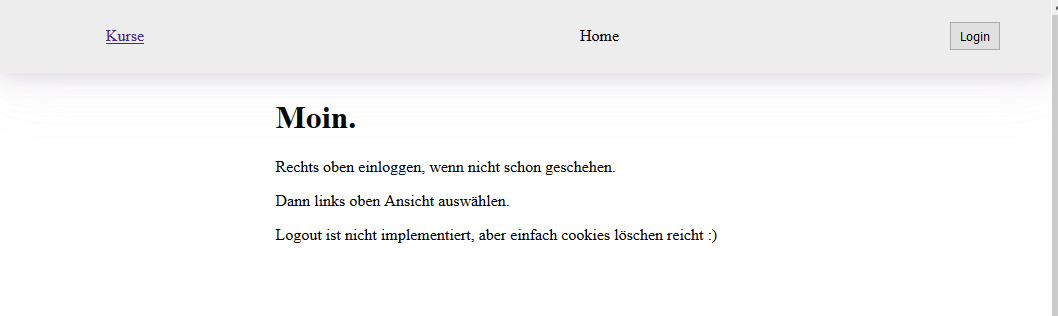 Kurse
Home
Login
Moin.
Rechts oben einloggen, wenn nicht schon geschehen.
Dann links oben Ansicht auswählen.
Logout ist nicht implementiert, aber einfach cookies löschen reicht :)